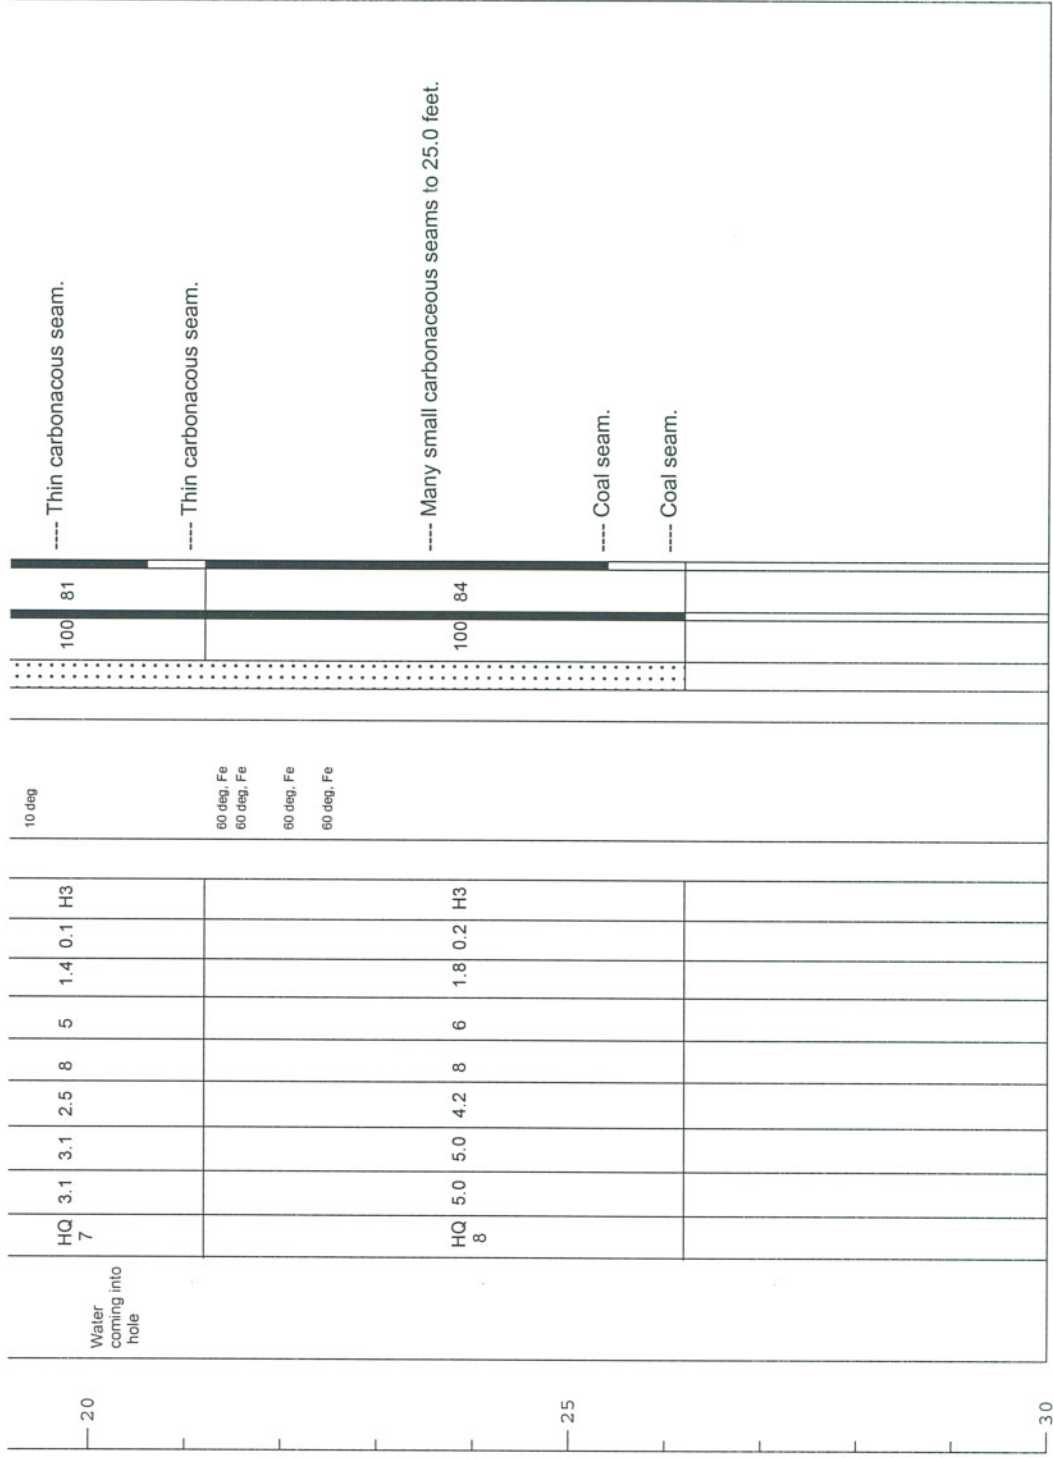 20
Water
coming into
hole
HQ
7
3.1
3.1
2.5
8
5
1.4
0.1
H3
10 deg
100
81
---- Thin carbonacous seam.
60 deg, Fe
60 deg, Fe
60 deg, Fe
60 deg, Fe
---- Thin carbonacous seam.
25
HQ
8
5.0
5.0
4.2
8
6
1.8
0.2
H3
100
84
---- Many small carbonaceous seams to 25.0 feet.
---- Coal seam.
---- Coal seam.
30